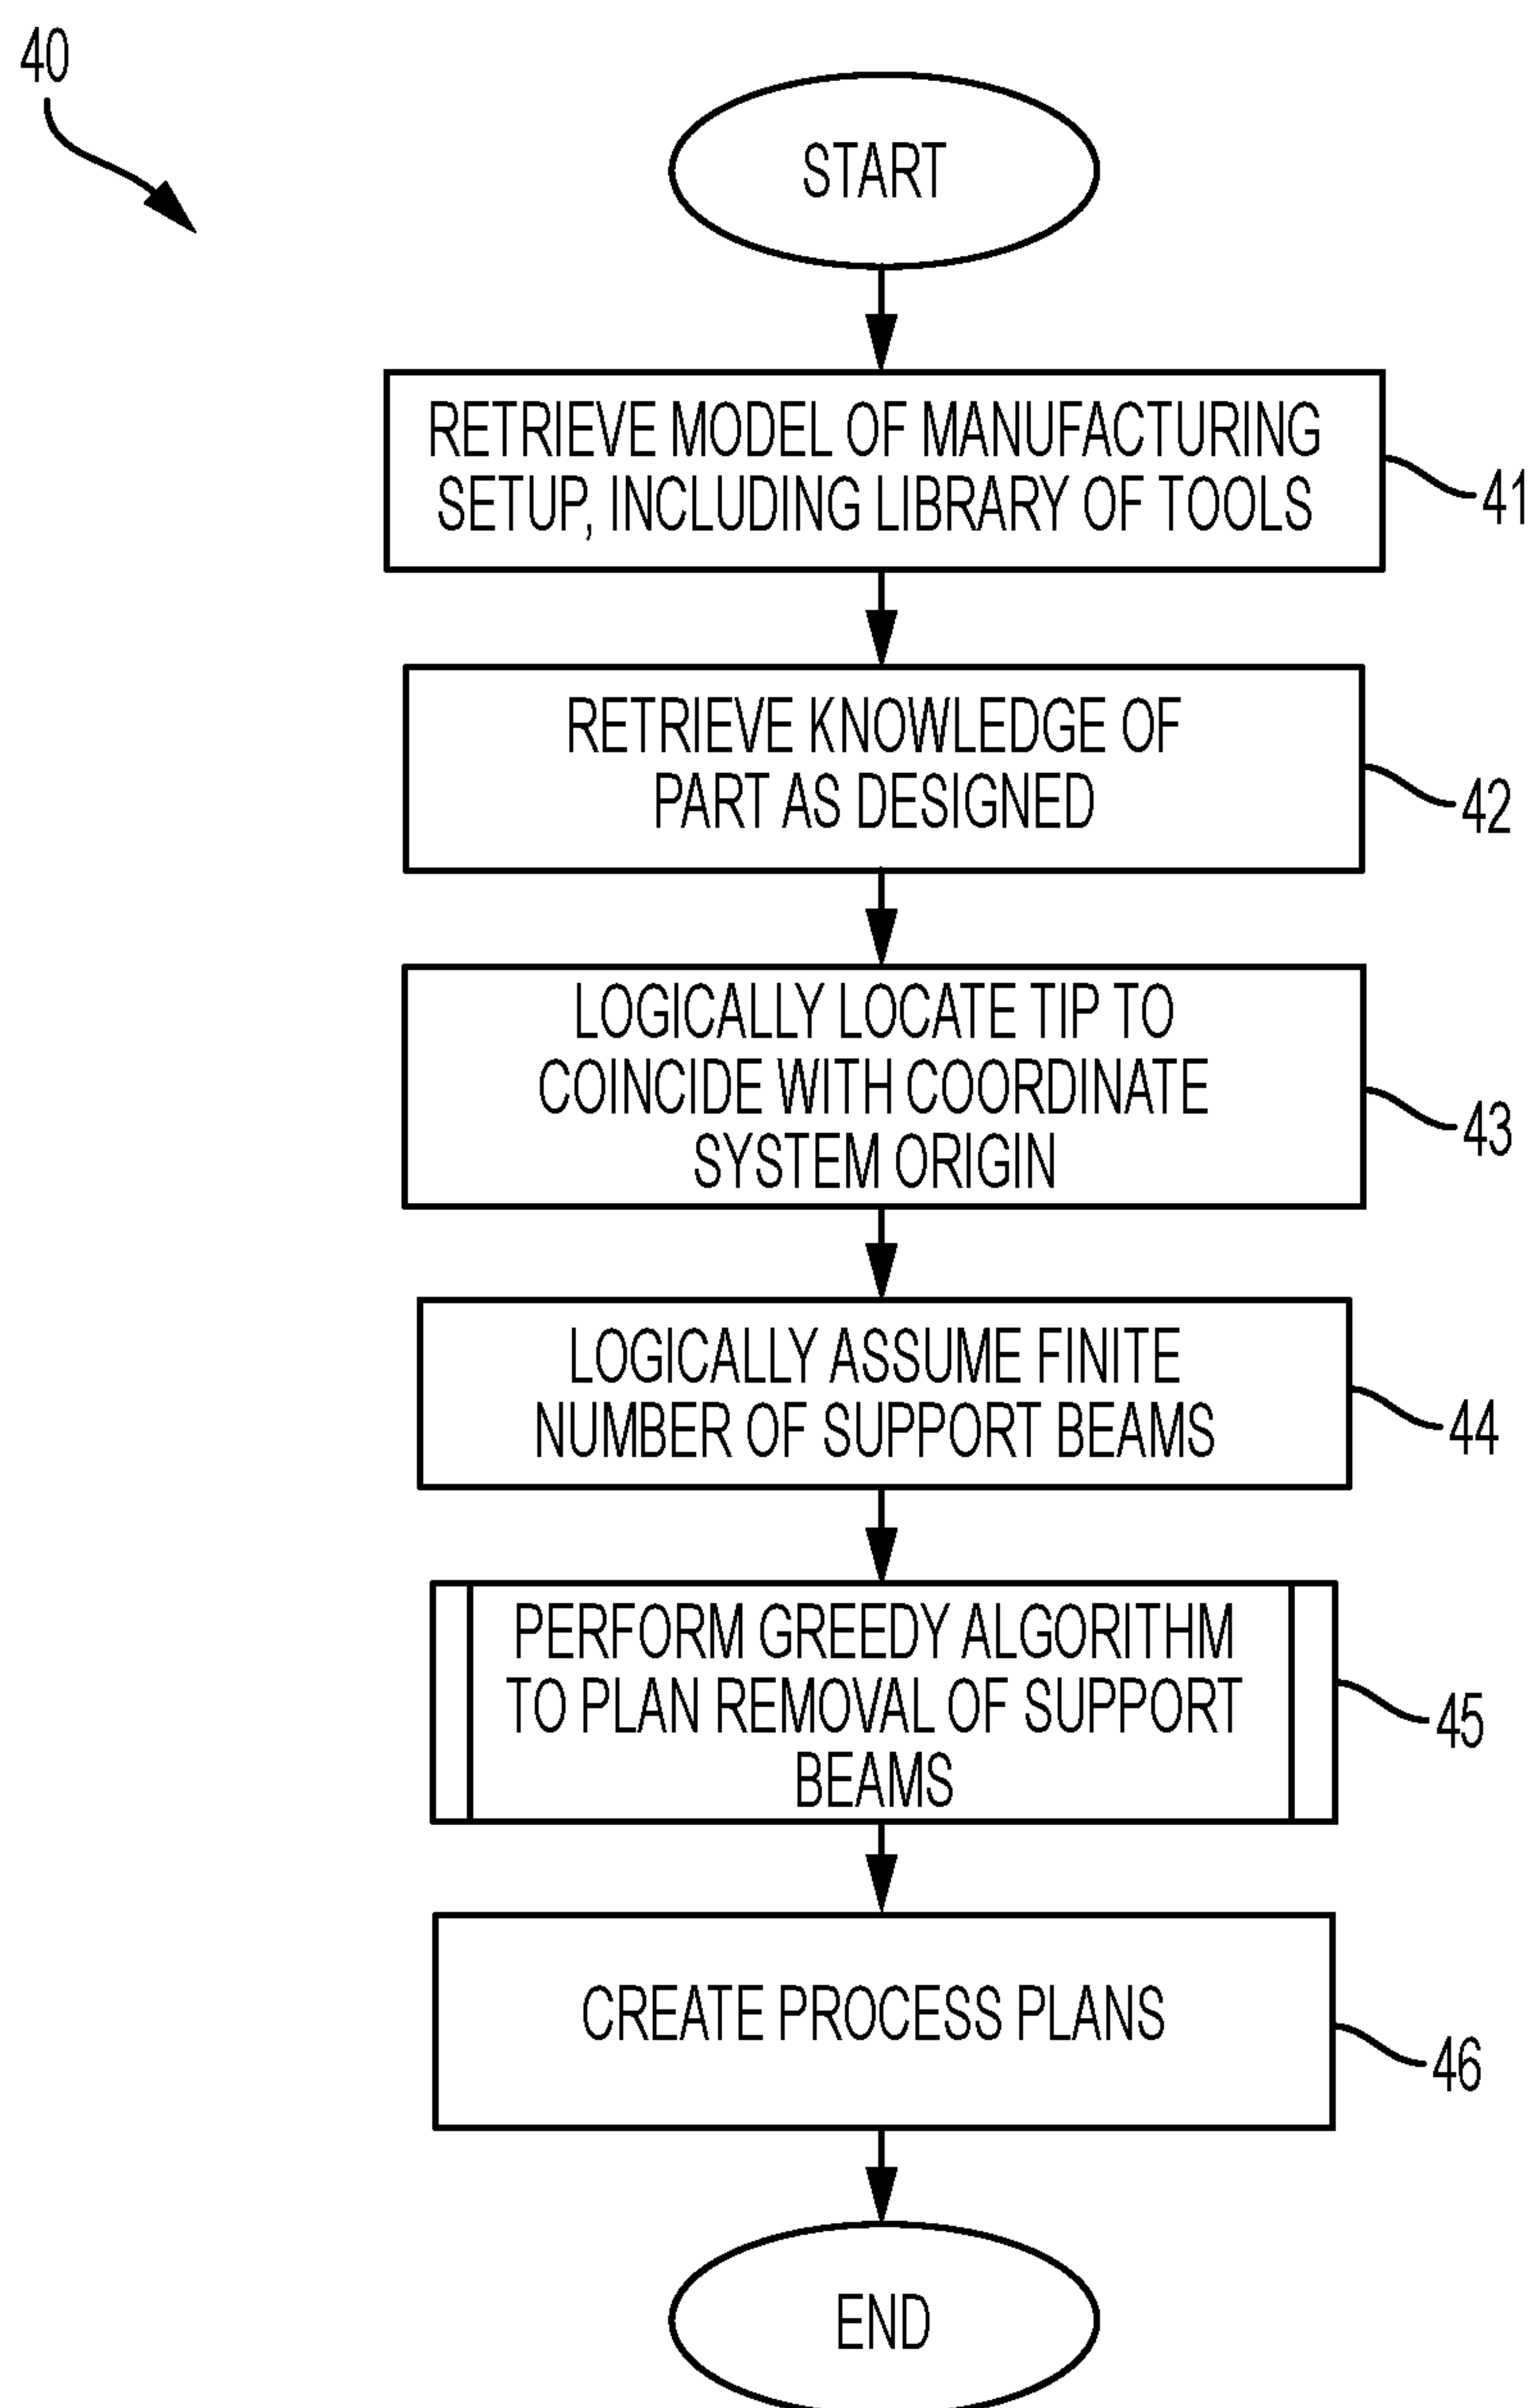 40
START
RETRIEVE MODEL OF MANUFACTURING
SETUP, INCLUDING LIBRARY OF TOOLS
41
RETRIEVE KNOWLEDGE OF
PART AS DESIGNED
42
LOGICALLY LOCATE TIP TO
COINCIDE WITH COORDINATE
SYSTEM ORIGIN
43
LOGICALLY ASSUME FINITE
NUMBER OF SUPPORT BEAMS
44
PERFORM GREEDY ALGORITHM
TO PLAN REMOVAL OF SUPPORT
BEAMS
45
CREATE PROCESS PLANS
46
END